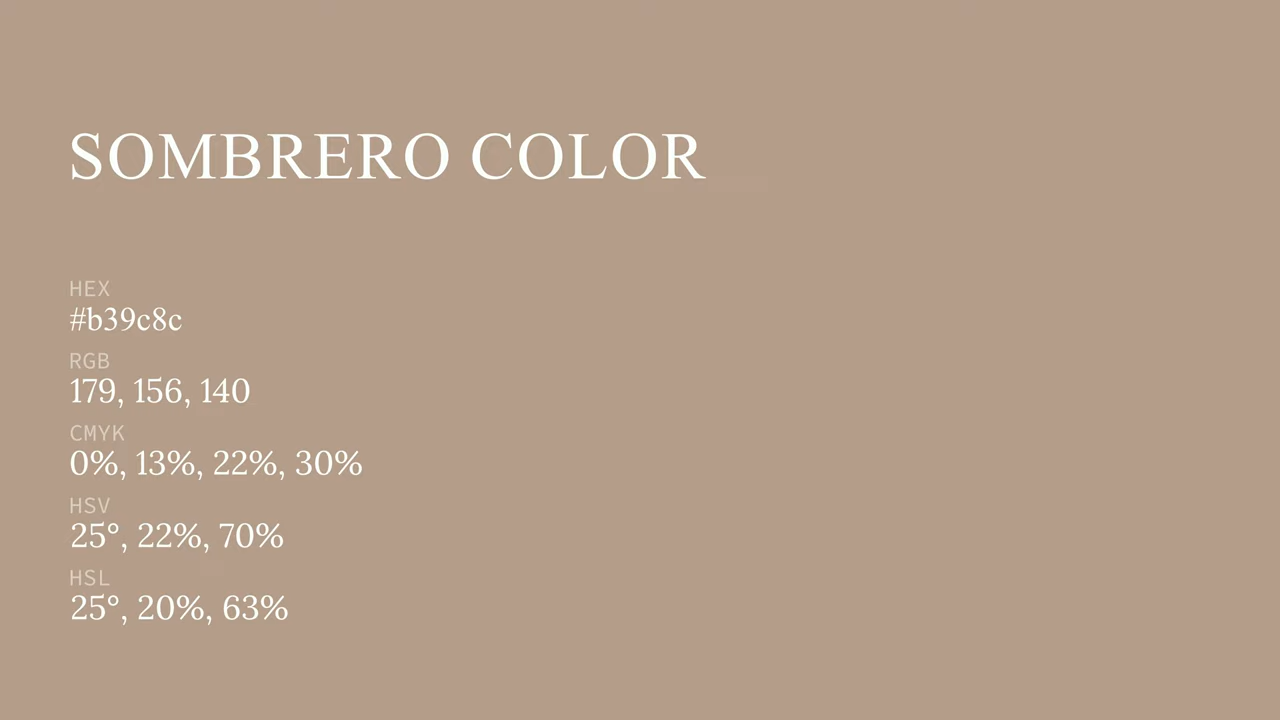 SOMBRERO COLOR
HEX
#b39c8c
RGB
179, 156, 140
CMYK
0%, 13%, 22%, 30%
HSV
25°, 22%, 70%
HSL
25°, 20%, 63%